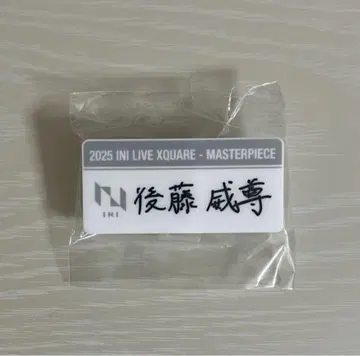 2025 INI LIVE XQUARE - MASTERPIECE
後藤 威尊
INI